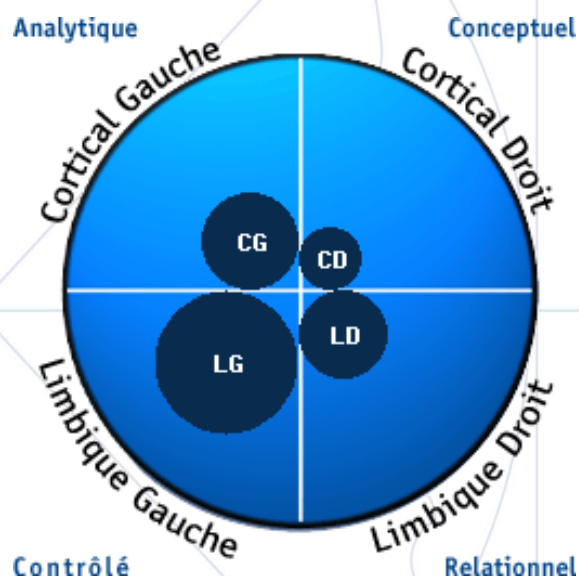 Analytique
Conceptuel
Cortical Gauche
Cortical Droit
CG
CD
LG
LD
Limbique Gauche
Limbique Droit
Contrôlé
Relationnel